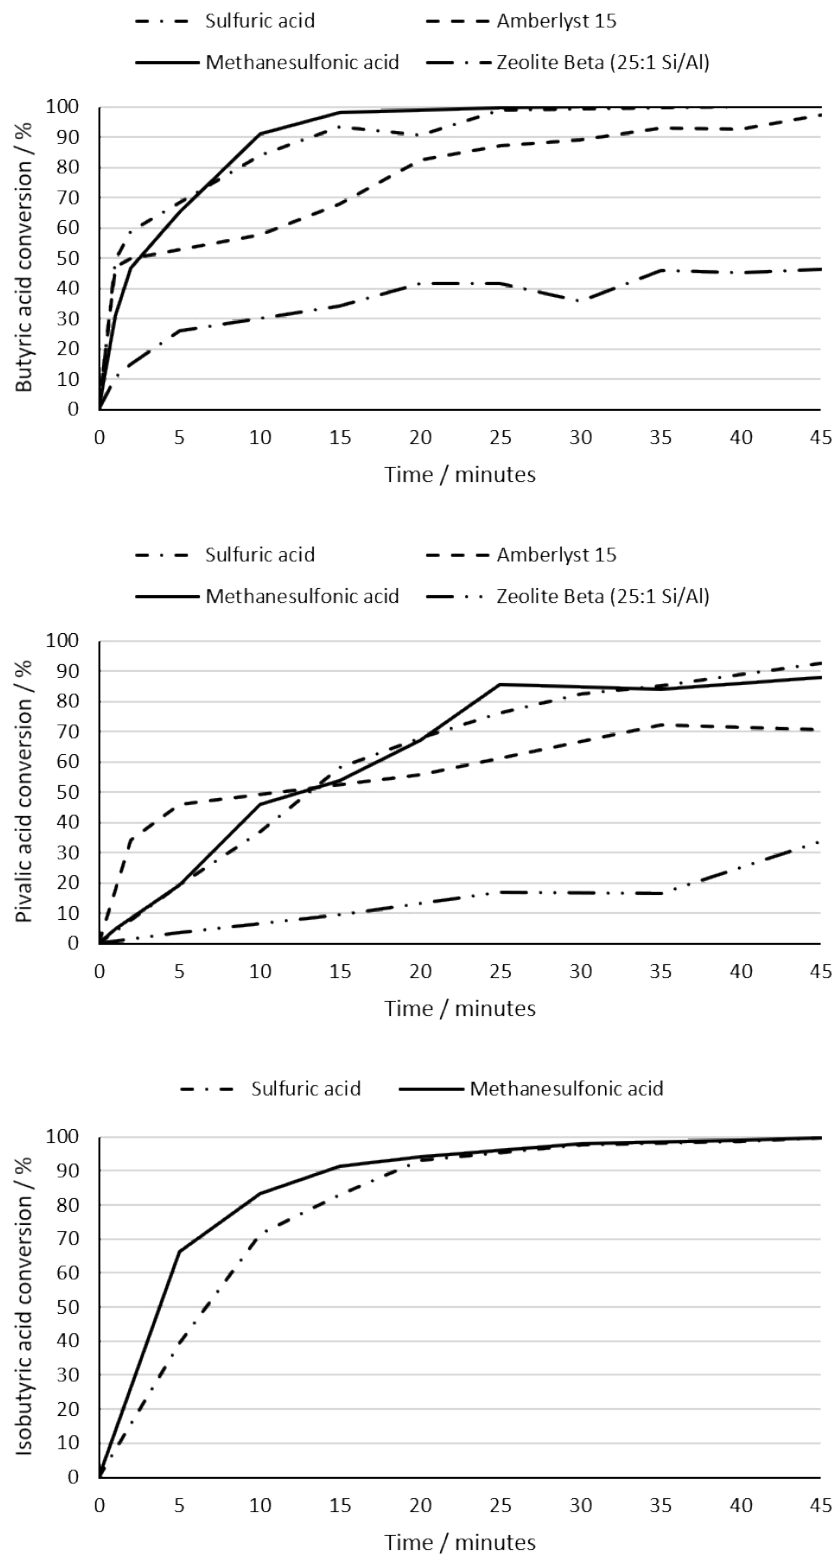 Sulfuric acid Amberlyst 15
Methanesulfonic acid Zeolite Beta (25:1 Si/Al)
Butyric acid conversion / %
100
90
80
70
60
50
40
30
20
10
0
0 5 10 15 20 25 30 35 40 45
Time / minutes
Sulfuric acid Amberlyst 15
Methanesulfonic acid Zeolite Beta (25:1 Si/Al)
Pivalic acid conversion / %
100
90
80
70
60
50
40
30
20
10
0
0 5 10 15 20 25 30 35 40 45
Time / minutes
Sulfuric acid Methanesulfonic acid
Isobutyric acid conversion / %
100
90
80
70
60
50
40
30
20
10
0
0 5 10 15 20 25 30 35 40 45
Time / minutes